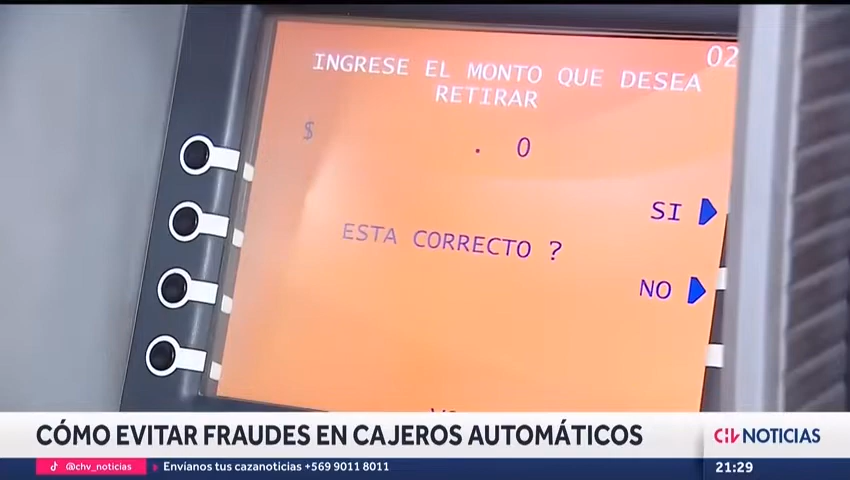 02
INGRESE EL MONTO QUE DESEA
RETIRAR
$ . 0
SI
ESTA CORRECTO ?
NO
CÓMO EVITAR FRAUDES EN CAJEROS AUTOMÁTICOS
CHV NOTICIAS
@chv_noticias
Envíanos tus cazanoticias +569 9011 8011
21:29